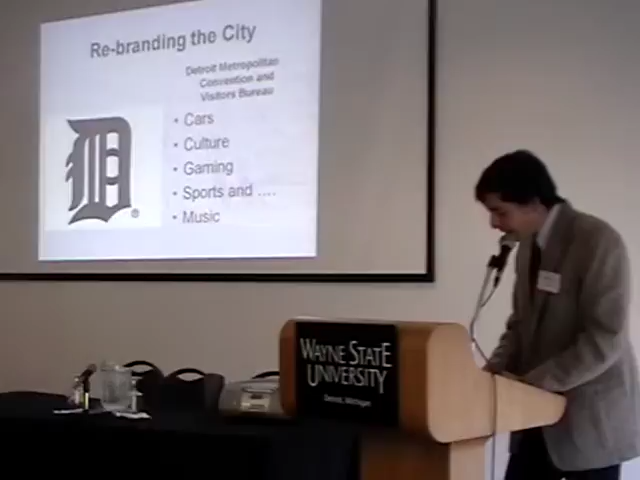 Re-branding the City
Detroit Metropolitan
Convention and
Visitors Bureau
• Cars
• Culture
• Gaming
• Sports and ....
• Music
D
®
WAYNE STATE
UNIVERSITY
Detroit, Michigan